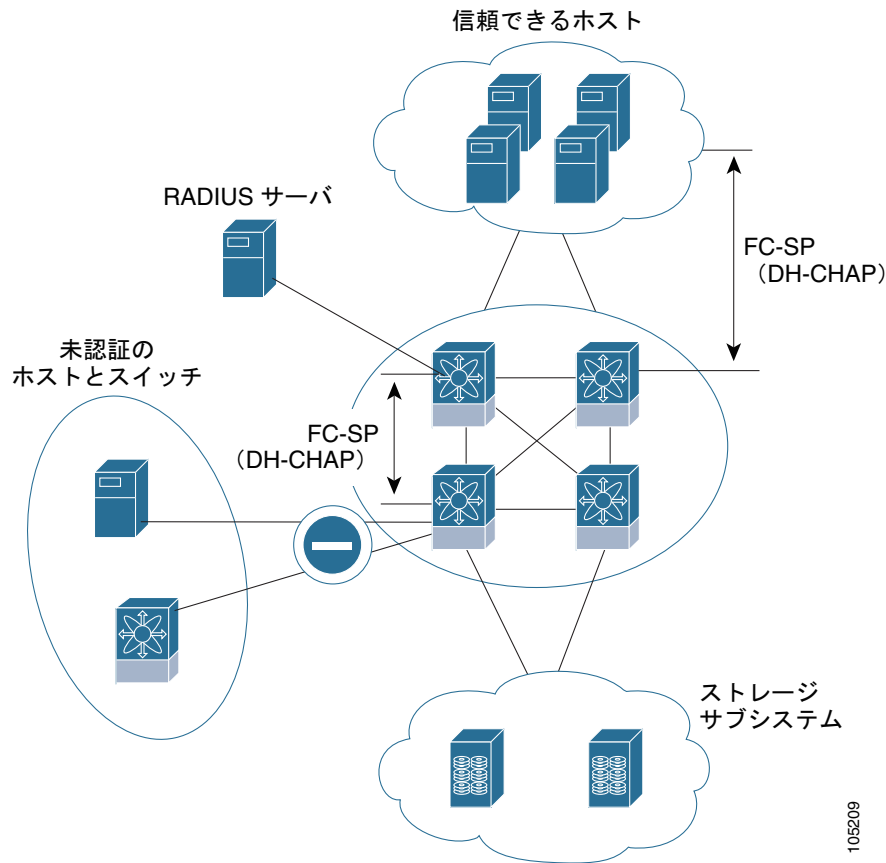 信頼できるホスト
RADIUS サーバ
FC-SP
（DH-CHAP）
未認証の
ホストとスイッチ
FC-SP
（DH-CHAP）
ストレージ
サブシステム
105209